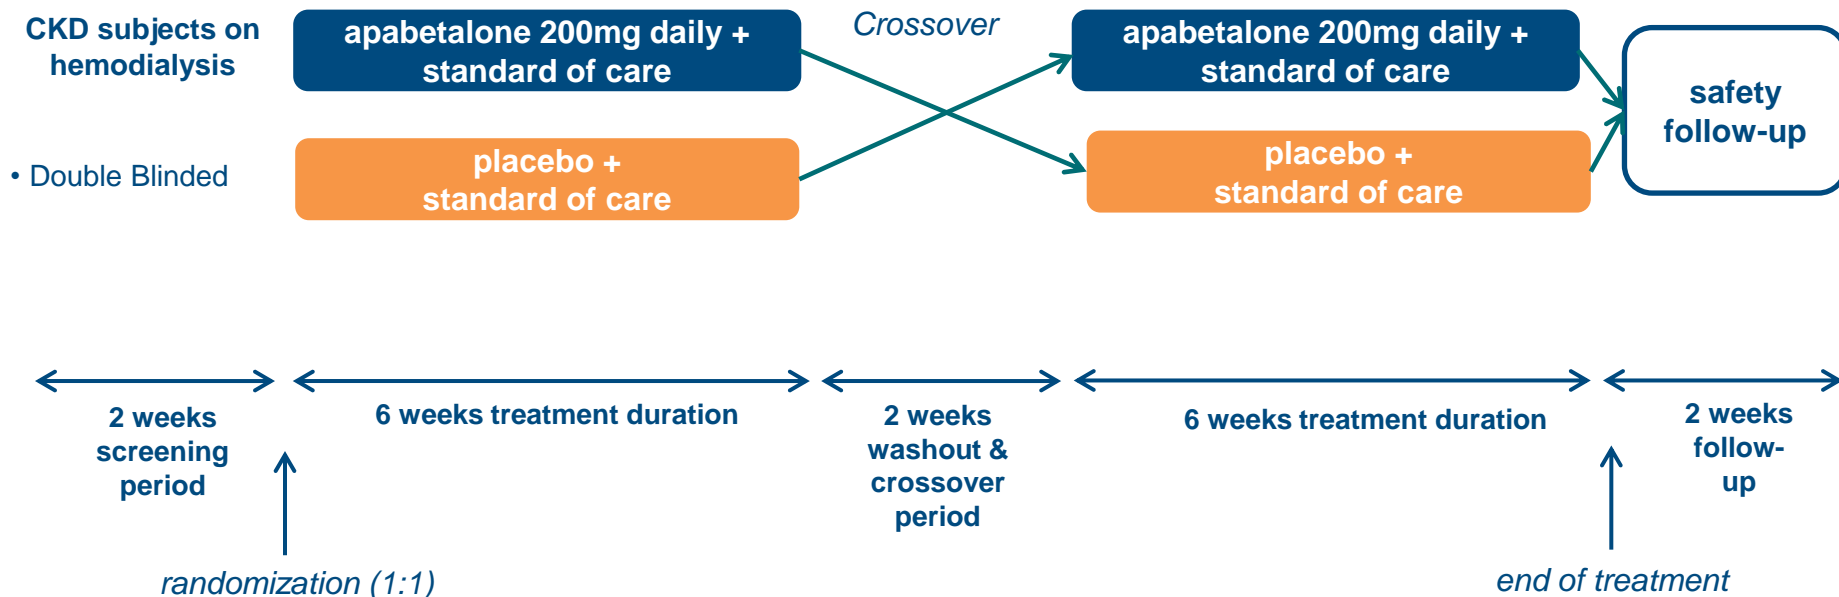 CKD subjects on
hemodialysis
• Double Blinded
apabetalone 200mg daily +
standard of care
placebo +
standard of care
Crossover
apabetalone 200mg daily +
standard of care
placebo +
standard of care
safety
follow-up
2 weeks
screening
period
6 weeks treatment duration
2 weeks
washout &
crossover
period
6 weeks treatment duration
2 weeks
follow-
up
randomization (1:1)
end of treatment